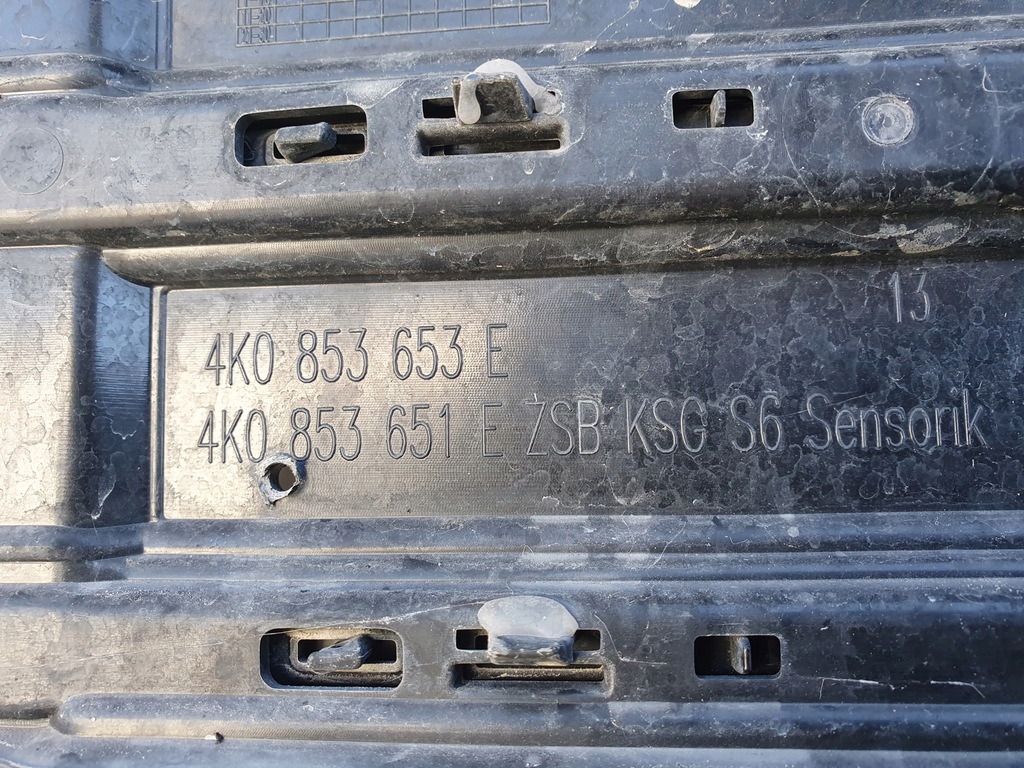 13
4K0 853 653 E
4K0 853 651 E ZSB KSG S6 Sensorik